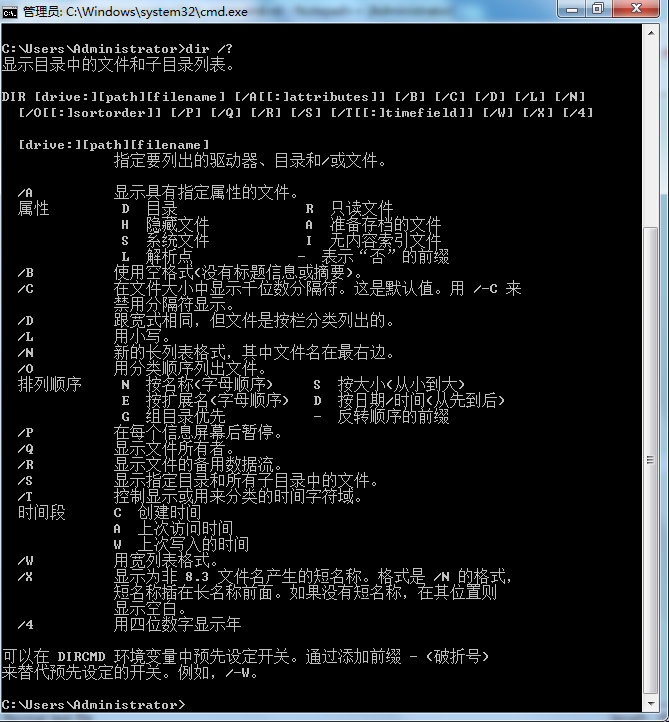 管理员: C:\Windows\system32\cmd.exe
C:\Users\Administrator>dir /?
显示目录中的文件和子目录列表。
DIR [drive:][path][filename] [/A[[:]attributes]] [/B] [/C] [/D] [/L] [/N]
[/O[[:]sortorder]] [/P] [/Q] [/R] [/S] [/T[[:]timefield]] [/W] [/X] [/4]
[drive:][path][filename]
指定要列出的驱动器、目录和/或文件。
/A 显示具有指定属性的文件。
属性 D 目录 R 只读文件
H 隐藏文件 A 准备存档的文件
S 系统文件 I 无内容索引文件
L 解析点 - 表示“否”的前缀
/B 使用空格式(没有标题信息或摘要)。
/C 在文件大小中显示千位数分隔符。这是默认值。用 /-C 来
禁用分隔符显示。
/D 跟宽式相同，但文件是按栏分类列出的。
/L 用小写。
/N 新的长列表格式，其中文件名在最右边。
/O 用分类顺序列出文件。
排列顺序 N 按名称(字母顺序) S 按大小(从小到大)
E 按扩展名(字母顺序) D 按日期/时间(从先到后)
G 组目录优先 - 反转顺序的前缀
/P 在每个信息屏幕后暂停。
/Q 显示文件所有者。
/R 显示文件的备用数据流。
/S 显示指定目录和所有子目录中的文件。
/T 控制显示或用来分类的时间字符域。
时间段 C 创建时间
A 上次访问时间
W 上次写入的时间
/W 用宽列表格式。
/X 显示为非 8.3 文件名产生的短名称。格式是 /N 的格式，
短名称插在长名称前面。如果没有短名称，在其位置则
显示空白。
/4 用四位数字显示年
可以在 DIRCMD 环境变量中预先设定开关。通过添加前缀 - (破折号)
来替代预先设定的开关。例如，/-W。
C:\Users\Administrator>